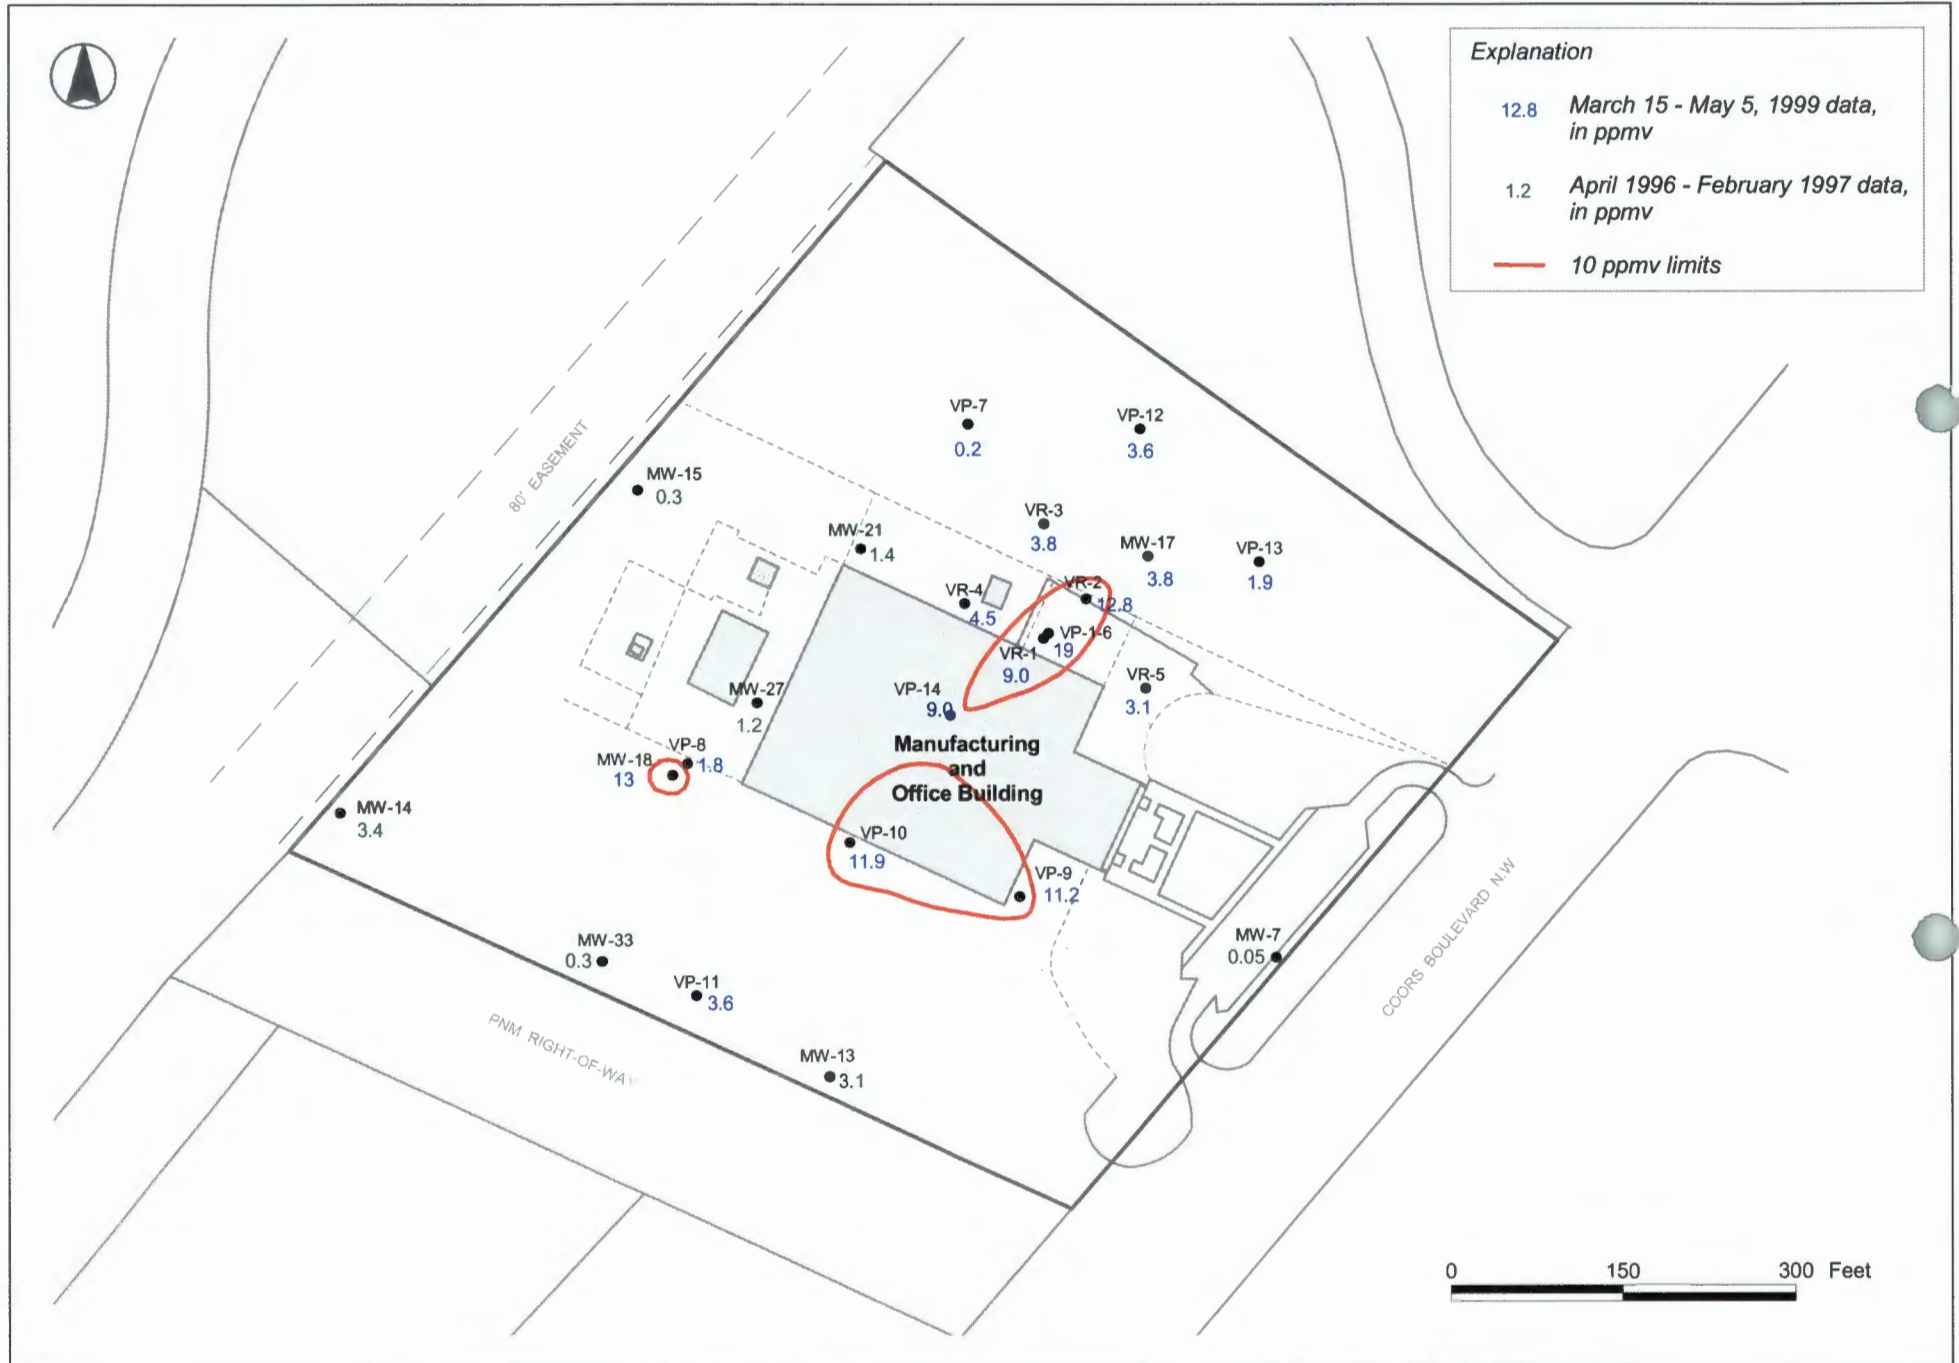 Explanation
12.8 March 15 - May 5, 1999 data,
in ppmv
1.2 April 1996 - February 1997 data,
in ppmv
10 ppmv limits
VP-7
0.2
VP-12
3.6
80' EASEMENT
MW-15
0.3
VR-3
3.8
MW-21
1.4
MW-17
3.8
VP-13
1.9
VR-2
12.8
VR-4
4.5
VP-1-6
19
VR-1
9.0
VR-5
3.1
VP-14
9.0
MW-27
1.2
Manufacturing
and
Office Building
VP-8
1.8
MW-18
13
MW-14
3.4
VP-10
11.9
VP-9
11.2
MW-33
0.3
VP-11
3.6
MW-7
0.05
COORS BOULEVARD N.W
PNM RIGHT-OF-WAY
MW-13
3.1
0 150 300 Feet